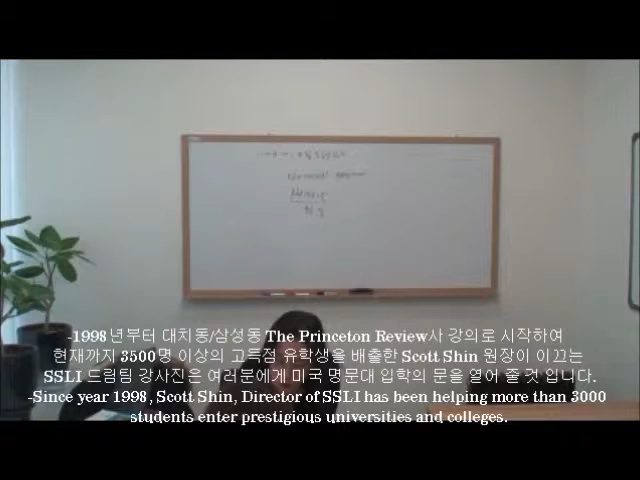 -1998년부터 대치동/삼성동 The Princeton Review사 강의로 시작하여
현재까지 3500명 이상의 고득점 유학생을 배출한 Scott Shin 원장이 이끄는
SSLI 드림팀 강사진은 여러분에게 미국 명문대 입학의 문을 열어 줄 것 입니다.
-Since year 1998, Scott Shin, Director of SSLI has been helping more than 3000
students enter prestigious universities and colleges.